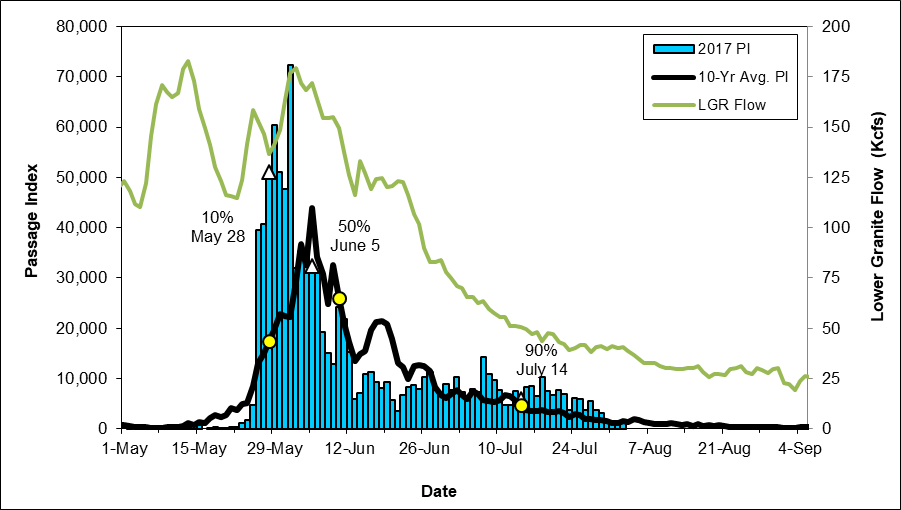 80,000
70,000
60,000
50,000
40,000
30,000
20,000
10,000
0
Passage Index
200
175
150
125
100
75
50
25
0
Lower Granite Flow (Kcfs)
2017 PI
10-Yr Avg. PI
LGR Flow
10%
May 28
50%
June 5
90%
July 14
1-May 15-May 29-May 12-Jun 26-Jun 10-Jul 24-Jul 7-Aug 21-Aug 4-Sep
Date